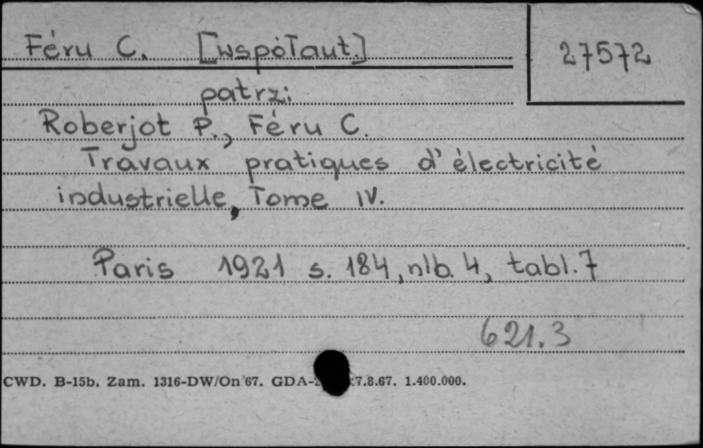 Féru C. [współaut.]
27572
patrz:
Roberjot P., Féru C.
Travaux pratiques d'électricité
industrielle, Tome IV.
Paris 1921 s. 184, nlb. 4, tabl. 7
621.3
CWD. B-15b. Zam. 1316-DW/On 67. GDA- 7.8.67. 1.400.000.